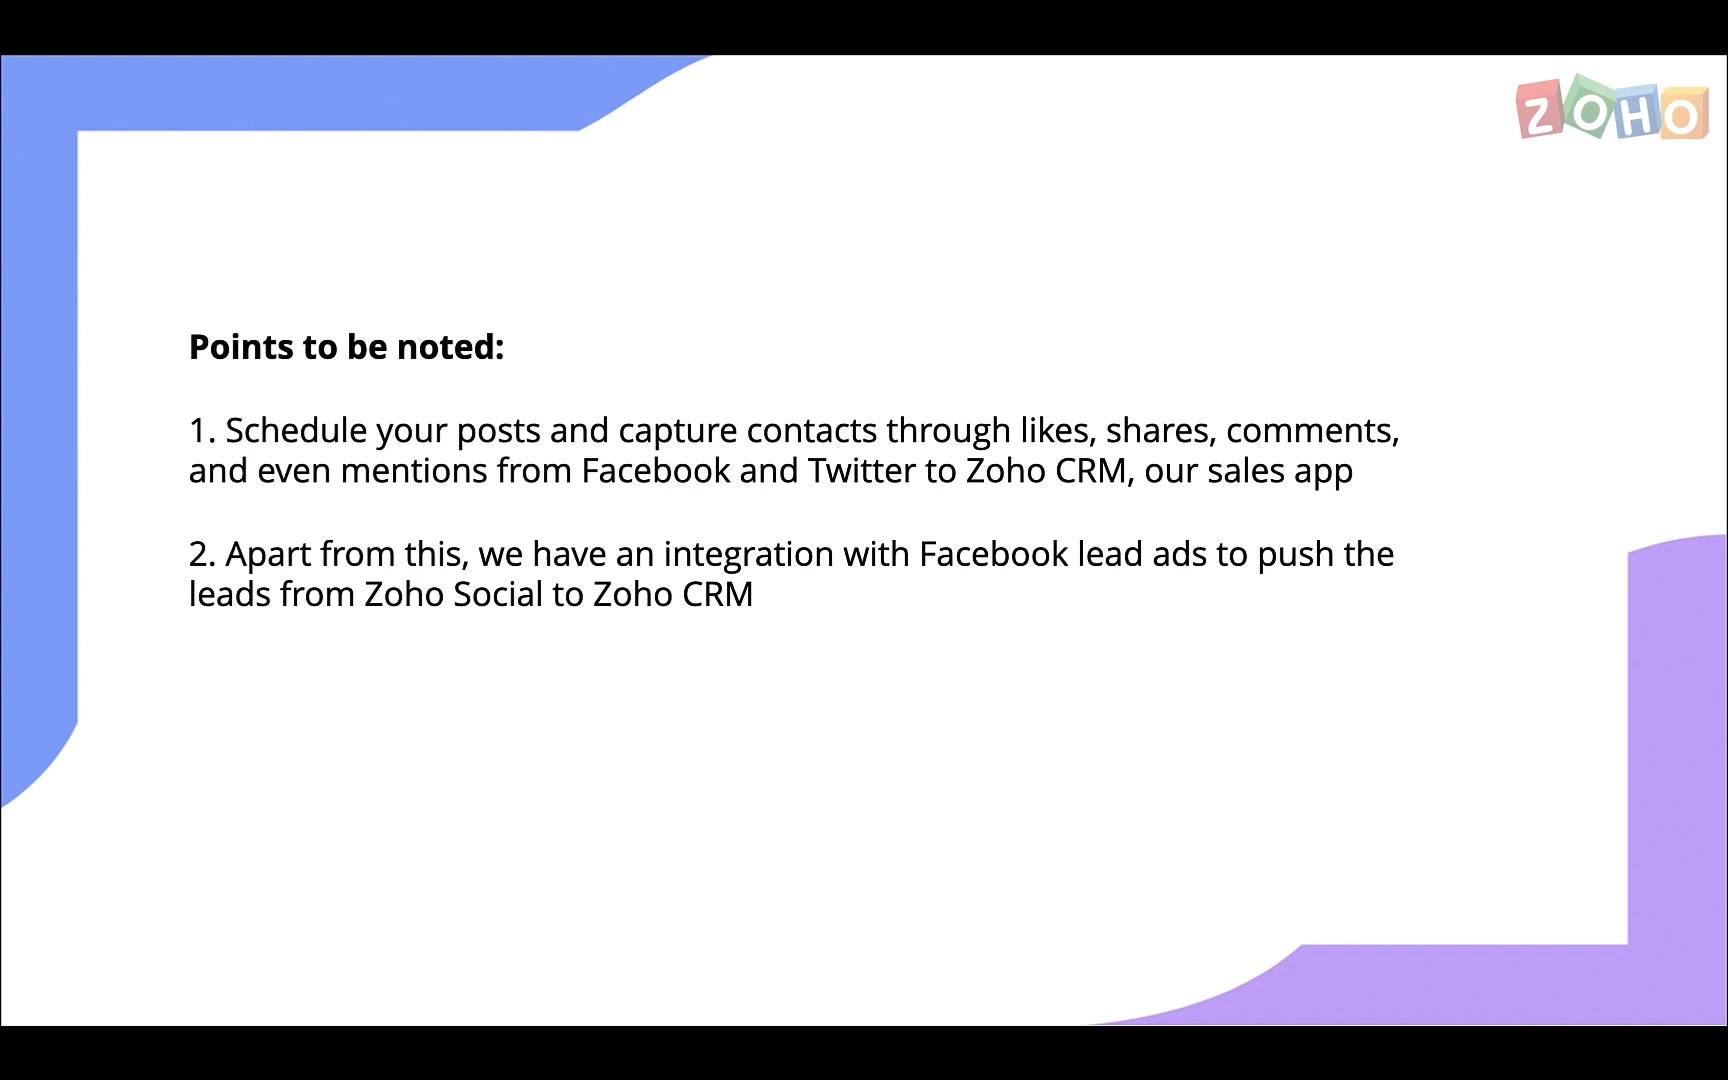 ZOHO
Points to be noted:
1. Schedule your posts and capture contacts through likes, shares, comments,
and even mentions from Facebook and Twitter to Zoho CRM, our sales app
2. Apart from this, we have an integration with Facebook lead ads to push the
leads from Zoho Social to Zoho CRM